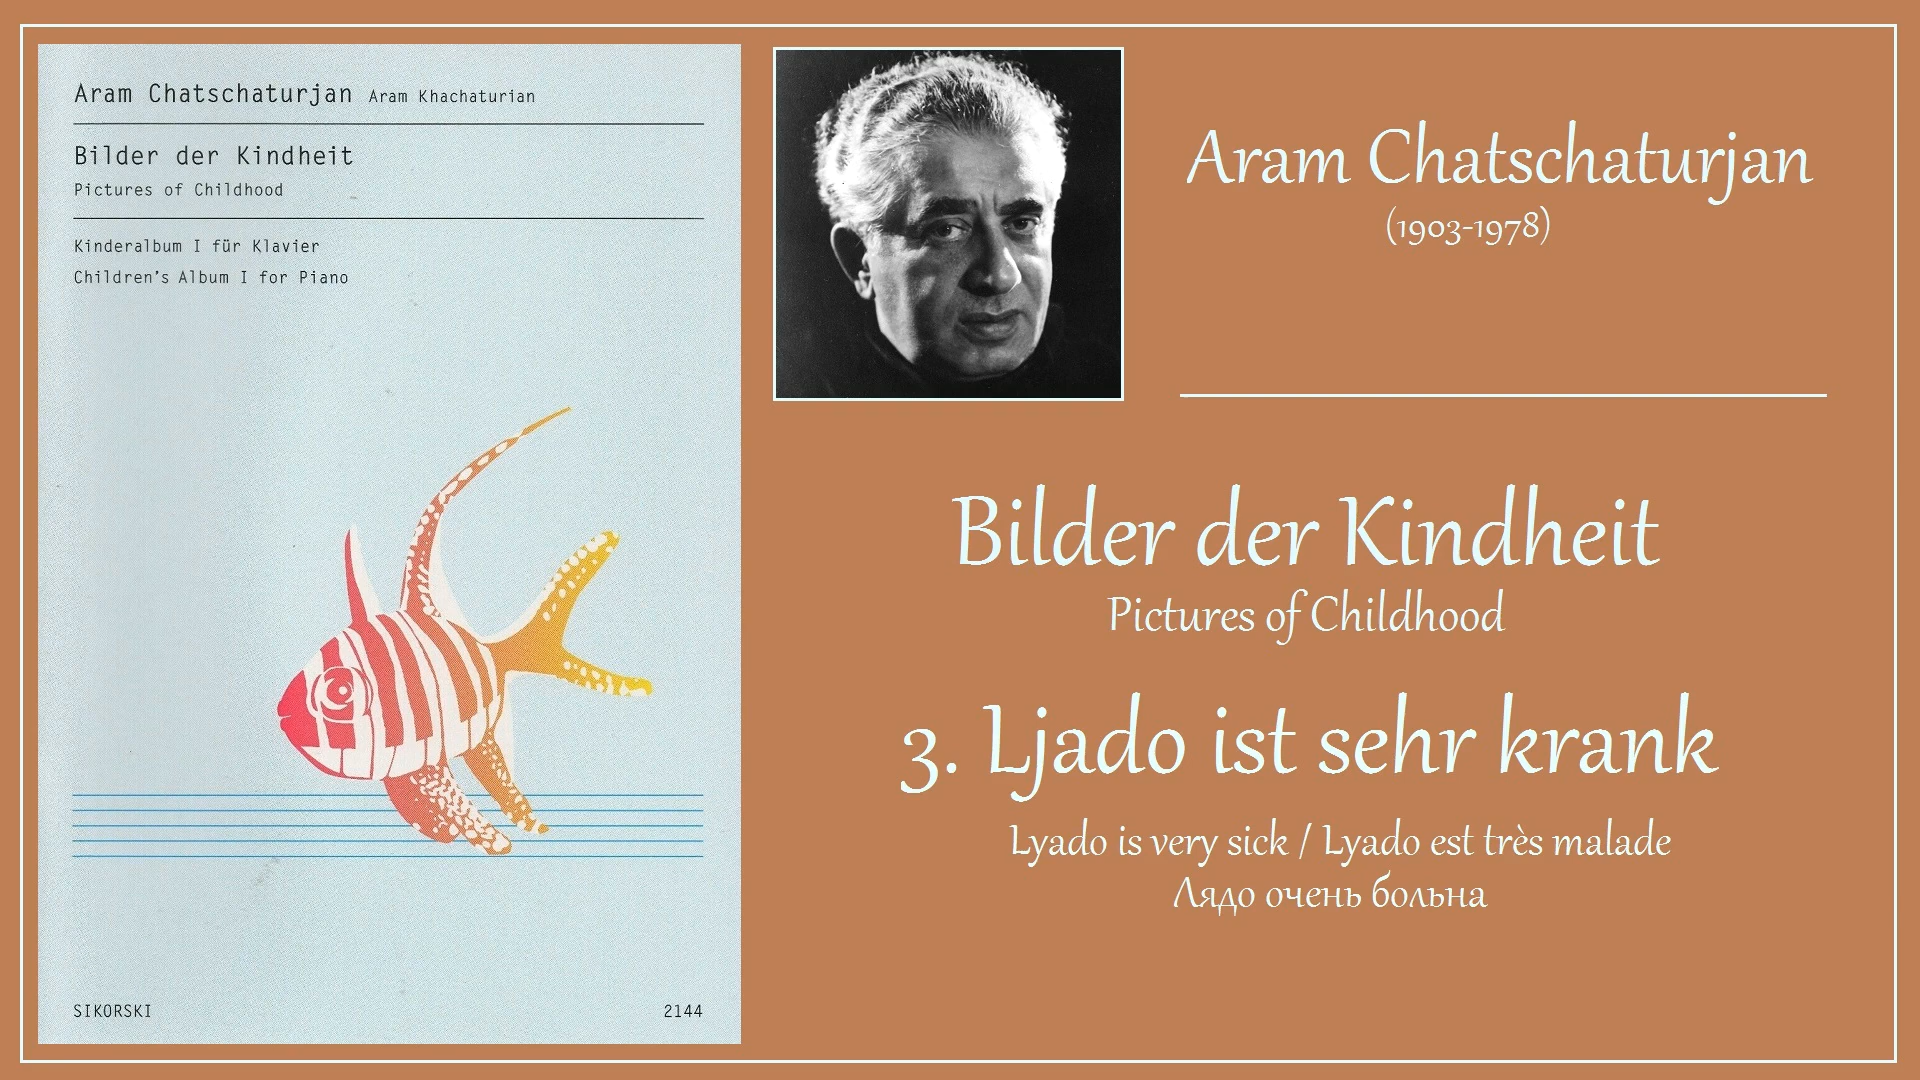 Aram Chatschaturjan Aram Khachaturian
Bilder der Kindheit
Pictures of Childhood
Kinderalbum I für Klavier
Children's Album I for Piano
SIKORSKI 2144
Aram Chatschaturjan
(1903-1978)
Bilder der Kindheit
Pictures of Childhood
3. Ljado ist sehr krank
Lyado is very sick / Lyado est très malade
Лядо очень больна